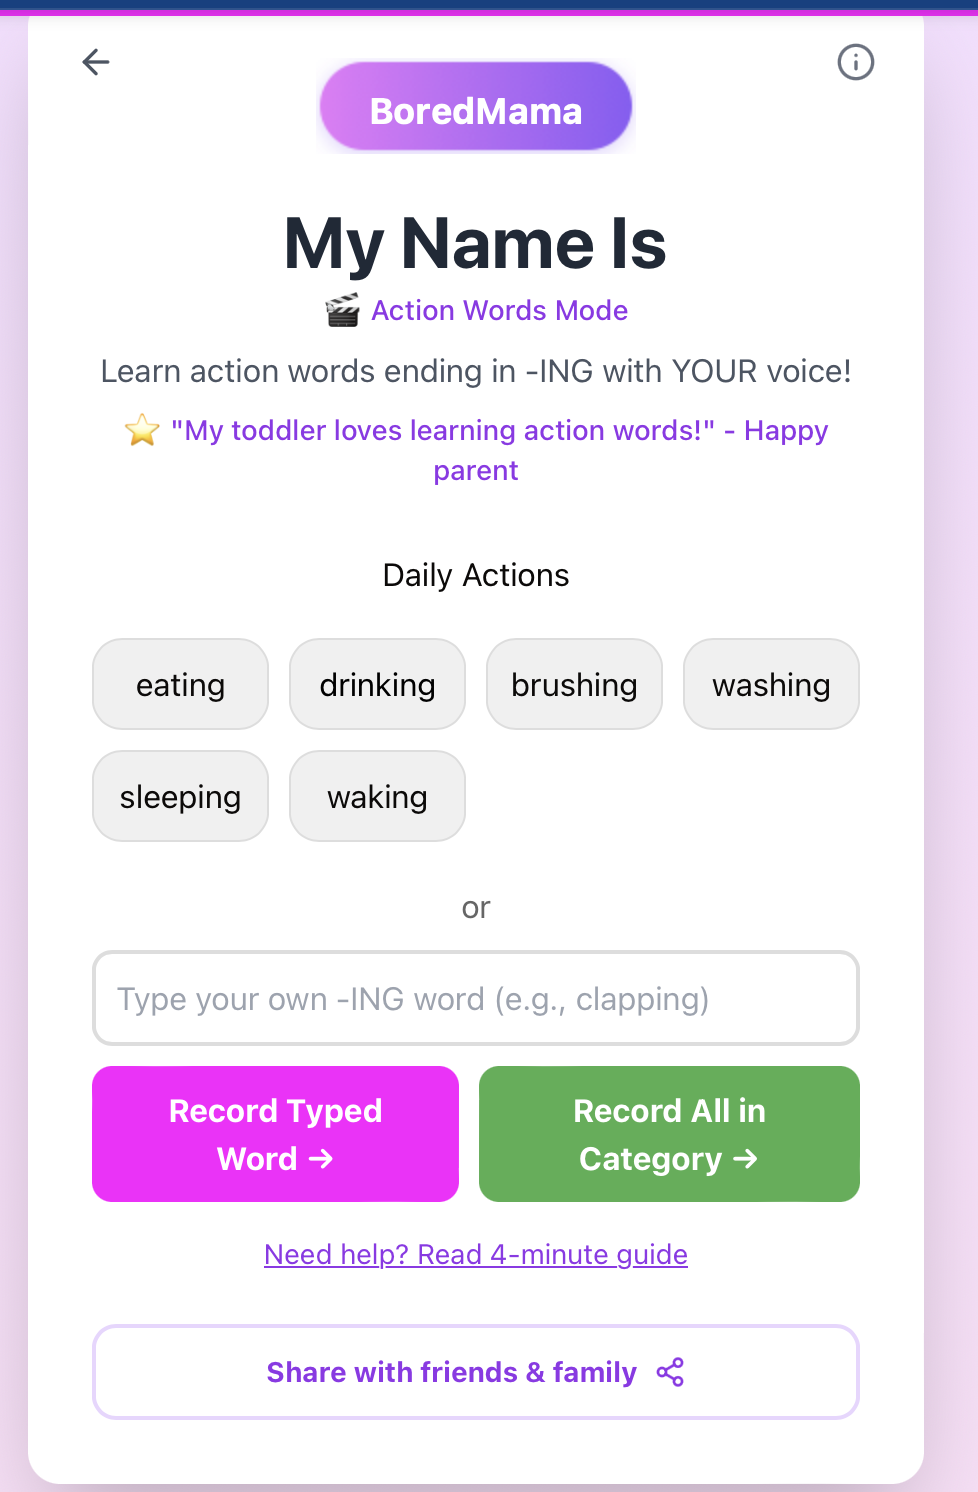 BoredMama
My Name Is
🎬 Action Words Mode
Learn action words ending in -ING with YOUR voice!
⭐ "My toddler loves learning action words!" - Happy
parent
Daily Actions
eating
drinking
brushing
washing
sleeping
waking
or
Type your own -ING word (e.g., clapping)
Record Typed
Word →
Record All in
Category →
Need help? Read 4-minute guide
Share with friends & family